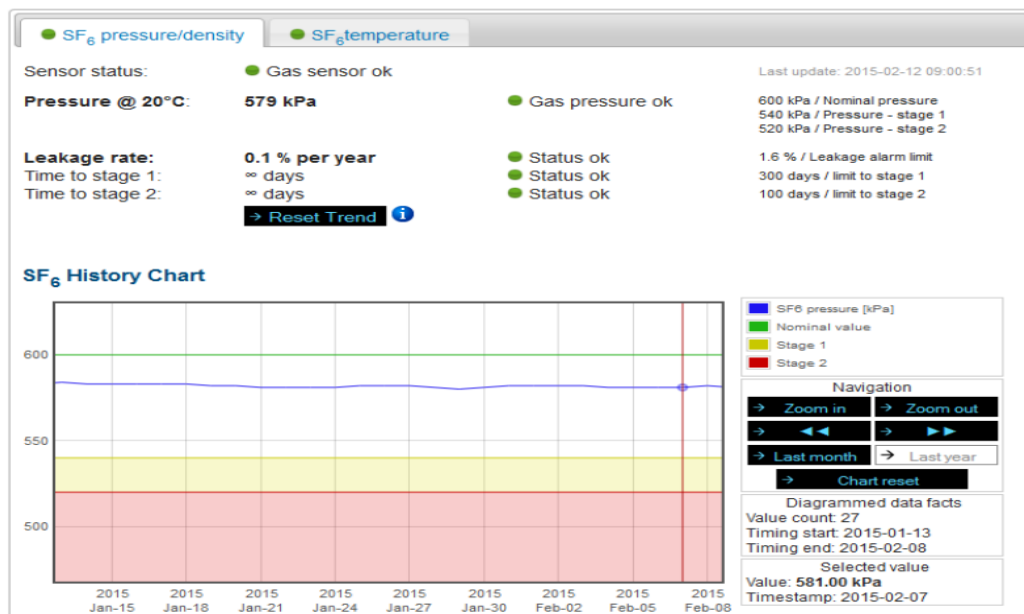 SF6 pressure/density SF6temperature
Sensor status: Gas sensor ok Last update: 2015-02-12 09:00:51
Pressure @ 20°C: 579 kPa Gas pressure ok 600 kPa / Nominal pressure
540 kPa / Pressure - stage 1
520 kPa / Pressure - stage 2
Leakage rate: 0.1 % per year Status ok 1.6 % / Leakage alarm limit
Time to stage 1: ∞ days Status ok 300 days / limit to stage 1
Time to stage 2: ∞ days Status ok 100 days / limit to stage 2
→ Reset Trend i
SF6 History Chart
600
550
500
2015 2015 2015 2015 2015 2015 2015 2015 2015
Jan-15 Jan-18 Jan-21 Jan-24 Jan-27 Jan-30 Feb-02 Feb-05 Feb-08
SF6 pressure [kPa]
Nominal value
Stage 1
Stage 2
Navigation
→ Zoom in → Zoom out
→ ◄◄ → ►►
→ Last month → Last year
→ Chart reset
Diagrammed data facts
Value count: 27
Timing start: 2015-01-13
Timing end: 2015-02-08
Selected value
Value: 581.00 kPa
Timestamp: 2015-02-07